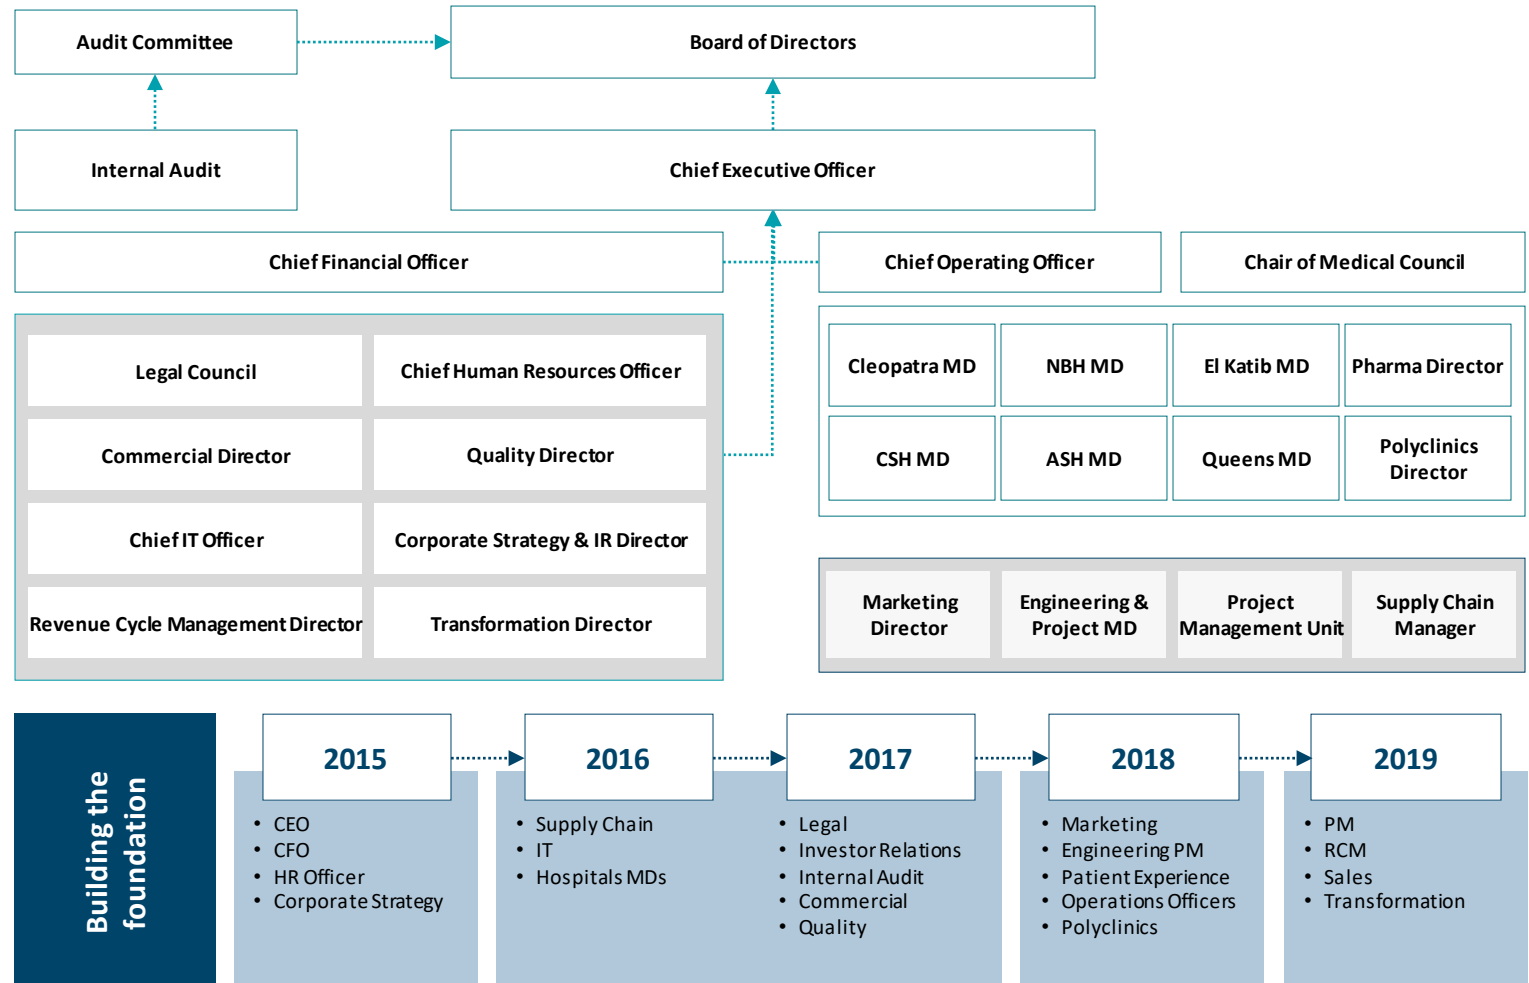 Audit Committee
Board of Directors
Internal Audit
Chief Executive Officer
Chief Financial Officer
Chief Operating Officer
Chair of Medical Council
Legal Council
Chief Human Resources Officer
Commercial Director
Quality Director
Chief IT Officer
Corporate Strategy & IR Director
Revenue Cycle Management Director
Transformation Director
Cleopatra MD
NBH MD
El Katib MD
Pharma Director
CSH MD
ASH MD
Queens MD
Polyclinics
Director
Marketing
Director
Engineering &
Project MD
Project
Management Unit
Supply Chain
Manager
Building the
foundation
2015
• CEO
• CFO
• HR Officer
• Corporate Strategy
2016
• Supply Chain
• IT
• Hospitals MDs
2017
• Legal
• Investor Relations
• Internal Audit
• Commercial
• Quality
2018
• Marketing
• Engineering PM
• Patient Experience
• Operations Officers
• Polyclinics
2019
• PM
• RCM
• Sales
• Transformation